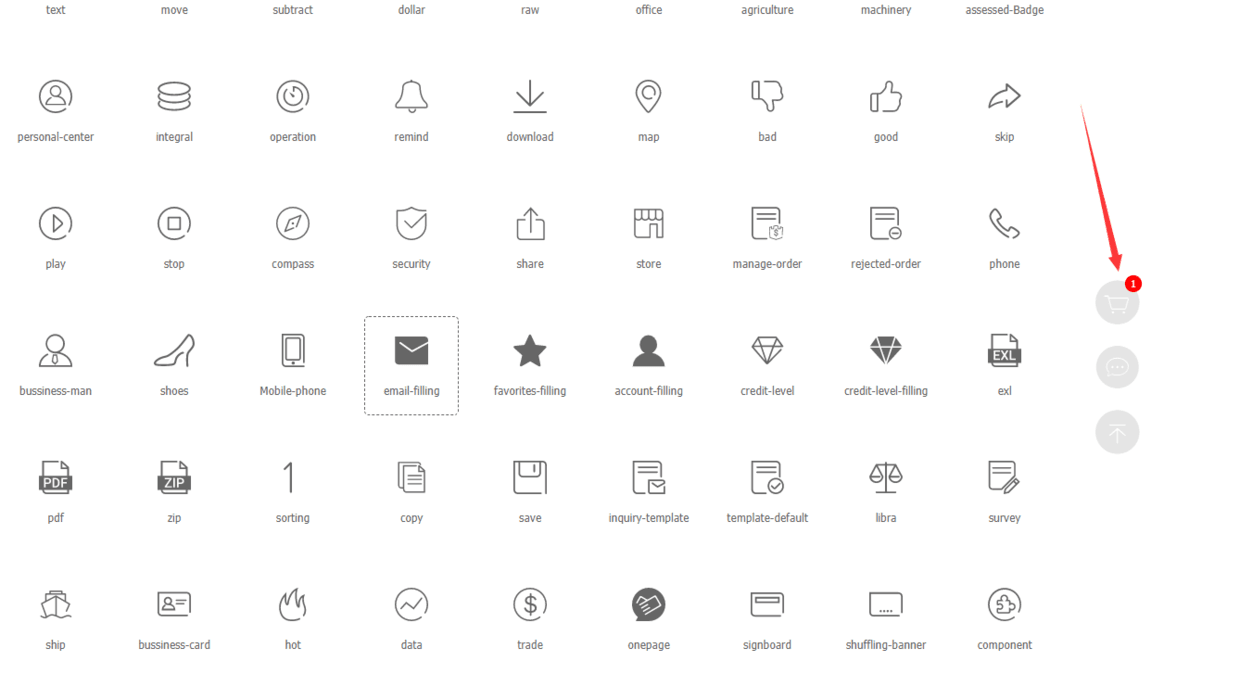 text move subtract dollar raw office agriculture machinery assessed-Badge
personal-center integral operation remind download map bad good skip
1
play stop compass security share store manage-order rejected-order phone
EXL
bussiness-man shoes Mobile-phone email-filling favorites-filling account-filling credit-level credit-level-filling exl
PDF ZIP
pdf zip sorting copy save inquiry-template template-default libra survey
ship bussiness-card hot data trade onepage signboard shuffling-banner component